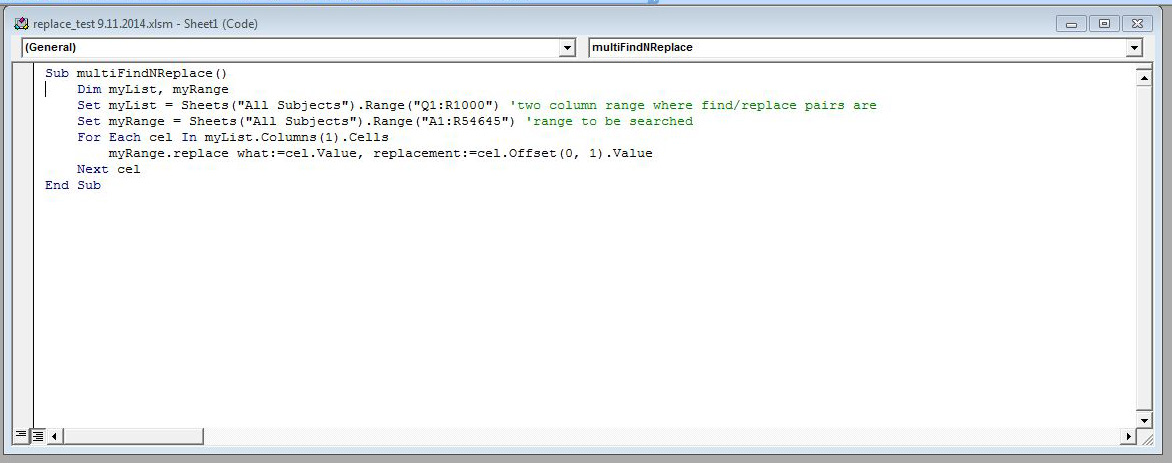 replace_test 9.11.2014.xlsm - Sheet1 (Code)
(General)
multiFindNReplace
Sub multiFindNReplace()
    Dim myList, myRange
    Set myList = Sheets("All Subjects").Range("Q1:R1000") 'two column range where find/replace pairs are
    Set myRange = Sheets("All Subjects").Range("A1:R54645") 'range to be searched
    For Each cel In myList.Columns(1).Cells
        myRange.replace what:=cel.Value, replacement:=cel.Offset(0, 1).Value
    Next cel
End Sub